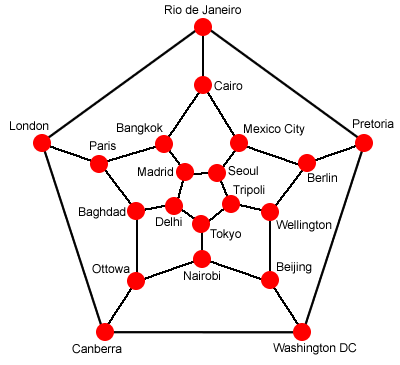 Rio de Janeiro
Cairo
London
Pretoria
Bangkok
Mexico City
Paris
Berlin
Madrid
Seoul
Tripoli
Baghdad
Delhi
Wellington
Tokyo
Ottowa
Nairobi
Beijing
Canberra
Washington DC